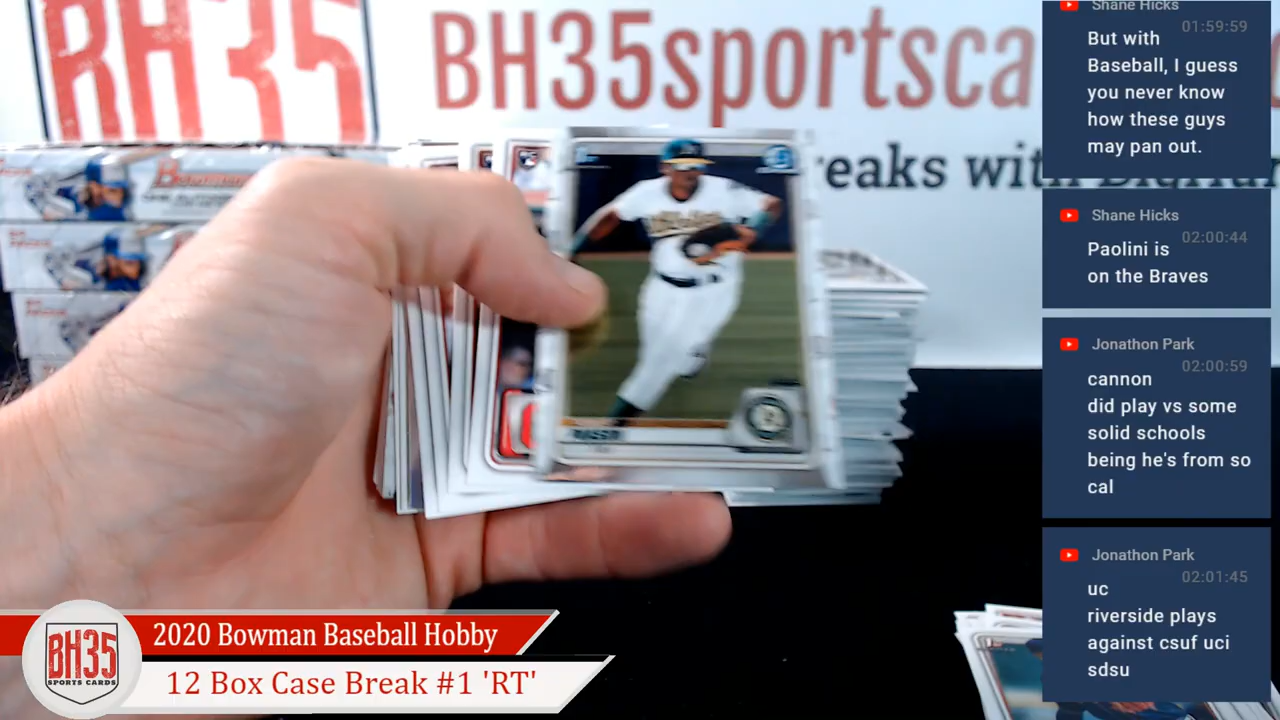 BH35
BH35sportsca
reaks with
Bowman
Shane Hicks
01:59:59
But with
Baseball, I guess
you never know
how these guys
may pan out.
Shane Hicks
02:00:44
Paolini is
on the Braves
Jonathon Park
02:00:59
cannon
did play vs some
solid schools
being he's from so
cal
Jonathon Park
02:01:45
uc
riverside plays
against csuf uci
sdsu
BH35
SPORTS CARDS
2020 Bowman Baseball Hobby
12 Box Case Break #1 'RT'